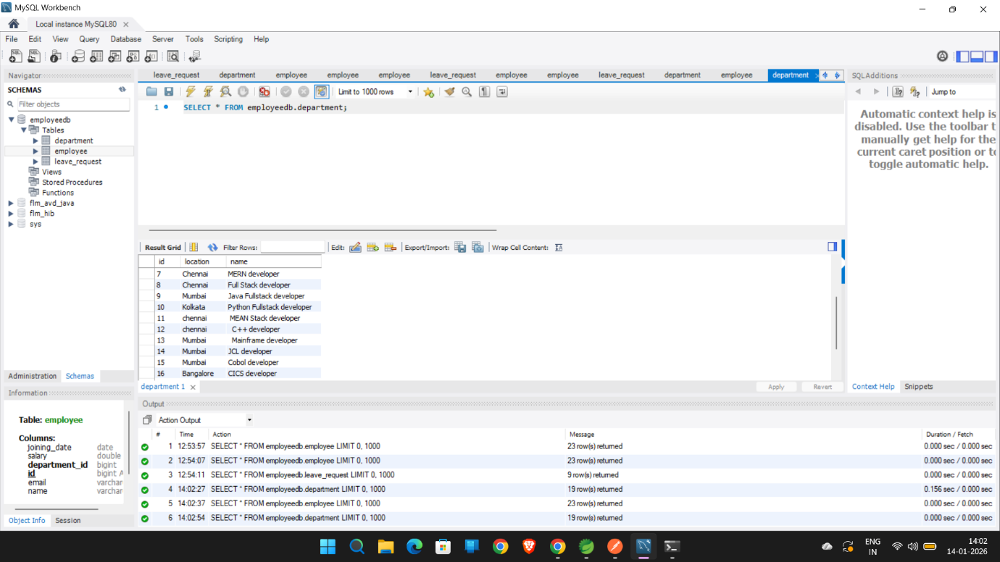 MySQL Workbench
Local instance MySQL80
File Edit View Query Database Server Tools Scripting Help
Navigator
SCHEMAS
Filter objects
employeedb
Tables
department
employee
leave_request
Views
Stored Procedures
Functions
flm_avd_java
flm_hib
sys
Administration Schemas
Information
Table: employee
Columns:
joining_date date
salary double
department_id bigint
id bigint A
email varchar
name varchar
Object Info Session
leave_request department employee employee employee leave_request employee employee leave_request department employee department
Limit to 1000 rows
1 SELECT * FROM employeedb.department;
Result Grid Filter Rows: Edit: Export/Import: Wrap Cell Content:
id location name
7 Chennai MERN developer
8 Chennai Full Stack developer
9 Mumbai Java Fullstack developer
10 Kolkata Python Fullstack developer
11 chennai MEAN Stack developer
12 chennai C++ developer
13 Mumbai Mainframe developer
14 Mumbai JCL developer
15 Mumbai Cobol developer
16 Bangalore CICS developer
department 1
Apply Revert
SQLAdditions
Jump to
Automatic context help is
disabled. Use the toolbar t
manually get help for the
current caret position or to
toggle automatic help.
Context Help Snippets
Output
Action Output
# Time Action Message Duration / Fetch
1 12:53:57 SELECT * FROM employeedb.employee LIMIT 0, 1000 23 row(s) returned 0.000 sec / 0.000 sec
2 12:54:07 SELECT * FROM employeedb.employee LIMIT 0, 1000 23 row(s) returned 0.000 sec / 0.000 sec
3 12:54:11 SELECT * FROM employeedb.leave_request LIMIT 0, 1000 9 row(s) returned 0.000 sec / 0.000 sec
4 14:02:27 SELECT * FROM employeedb.department LIMIT 0, 1000 19 row(s) returned 0.156 sec / 0.000 sec
5 14:02:37 SELECT * FROM employeedb.employee LIMIT 0, 1000 23 row(s) returned 0.000 sec / 0.000 sec
6 14:02:54 SELECT * FROM employeedb.department LIMIT 0, 1000 19 row(s) returned 0.000 sec / 0.000 sec
ENG
IN
14:02
14-01-2026